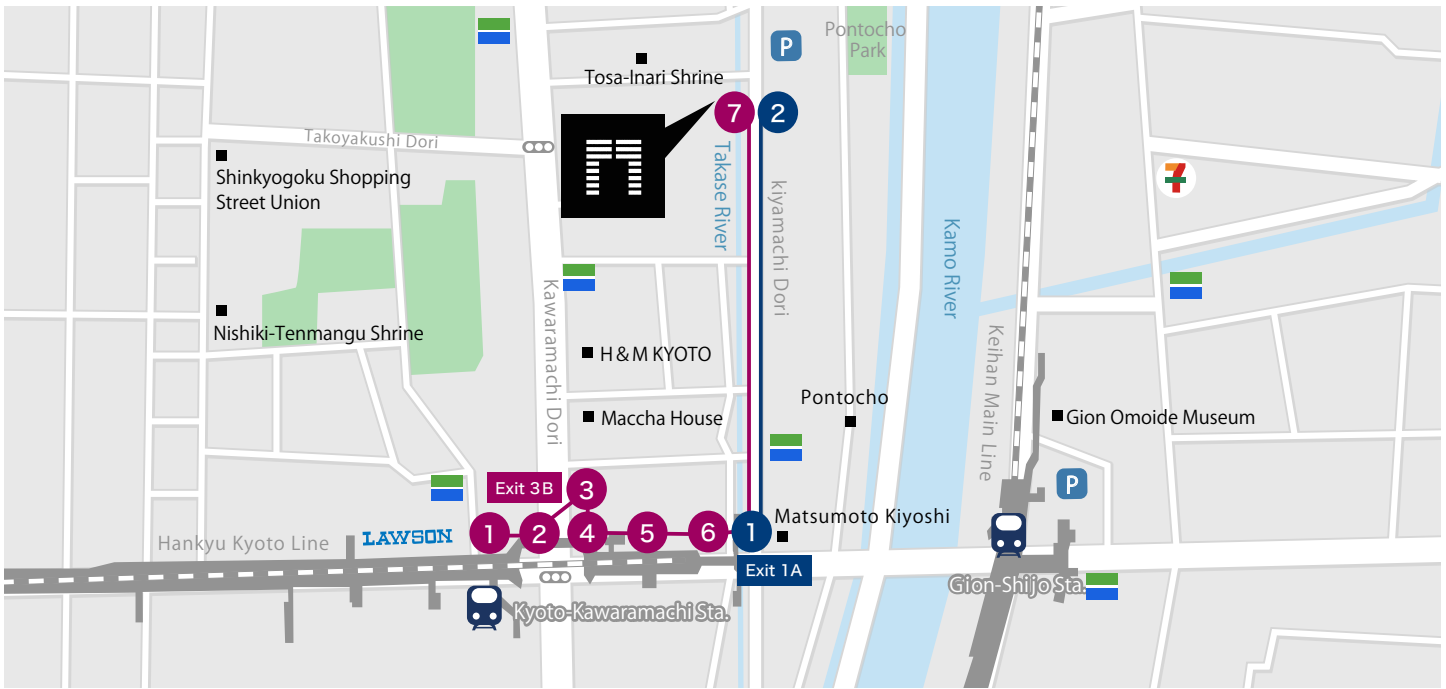 Pontocho
Park
P
Tosa-Inari Shrine
7
2
Takoyakushi Dori
Shinkyogoku Shopping
Street Union
Takase River
kiyamachi Dori
7
Kamo River
Kawaramachi Dori
Nishiki-Tenmangu Shrine
H & M KYOTO
Keihan Main Line
Pontocho
Maccha House
Gion Omoide Museum
Exit 3B
3
P
1
2
4
5
6
1
Matsumoto Kiyoshi
LAWSON
Hankyu Kyoto Line
Exit 1A
Gion-Shijo Sta.
Kyoto-Kawaramachi Sta.